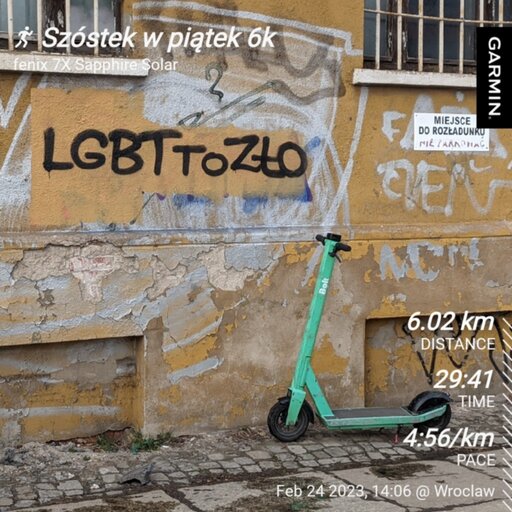 Szóstek w piątek 6k
fenix 7X Sapphire Solar
GARMIN
LGBT TO ZŁO
MIEJSCE
DO ROZŁADUNKU
Bolt
6.02 km
DISTANCE
29:41
TIME
4:56/km
PACE
Feb 24 2023, 14:06 @ Wroclaw